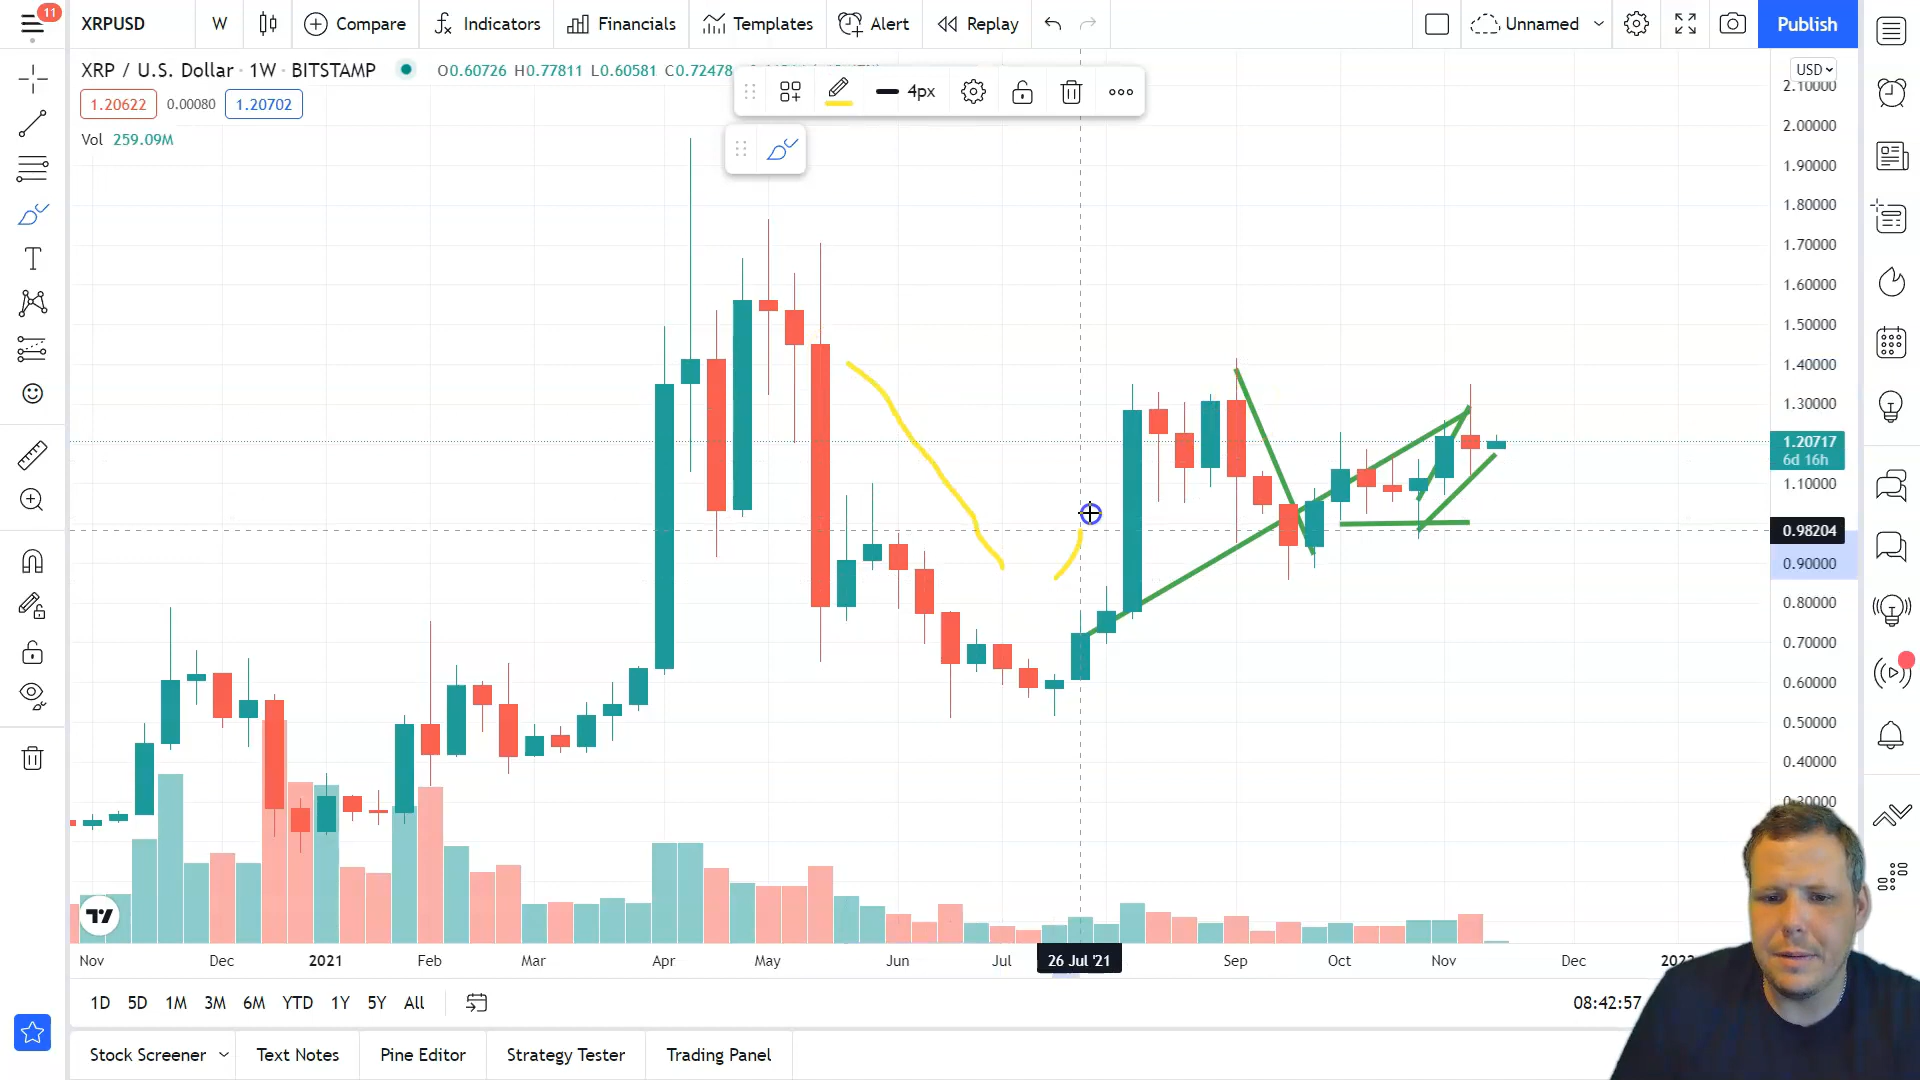 11
XRPUSD
W
Compare
Indicators
Financials
Templates
Alert
Replay
Unnamed
Publish
XRP / U.S. Dollar · 1W · BITSTAMP
O0.60726 H0.77811 L0.60581 C0.72478
4px
USD
1.20622
0.00080
1.20702
Vol 259.09M
2.10000
2.00000
1.90000
1.80000
1.70000
1.60000
1.50000
1.40000
1.30000
1.20717
6d 16h
1.10000
0.98204
0.90000
0.80000
0.70000
0.60000
0.50000
0.40000
0.30000
Nov
Dec
2021
Feb
Mar
Apr
May
Jun
Jul
26 Jul '21
Sep
Oct
Nov
Dec
1D
5D
1M
3M
6M
YTD
1Y
5Y
All
08:42:57
Stock Screener
Text Notes
Pine Editor
Strategy Tester
Trading Panel